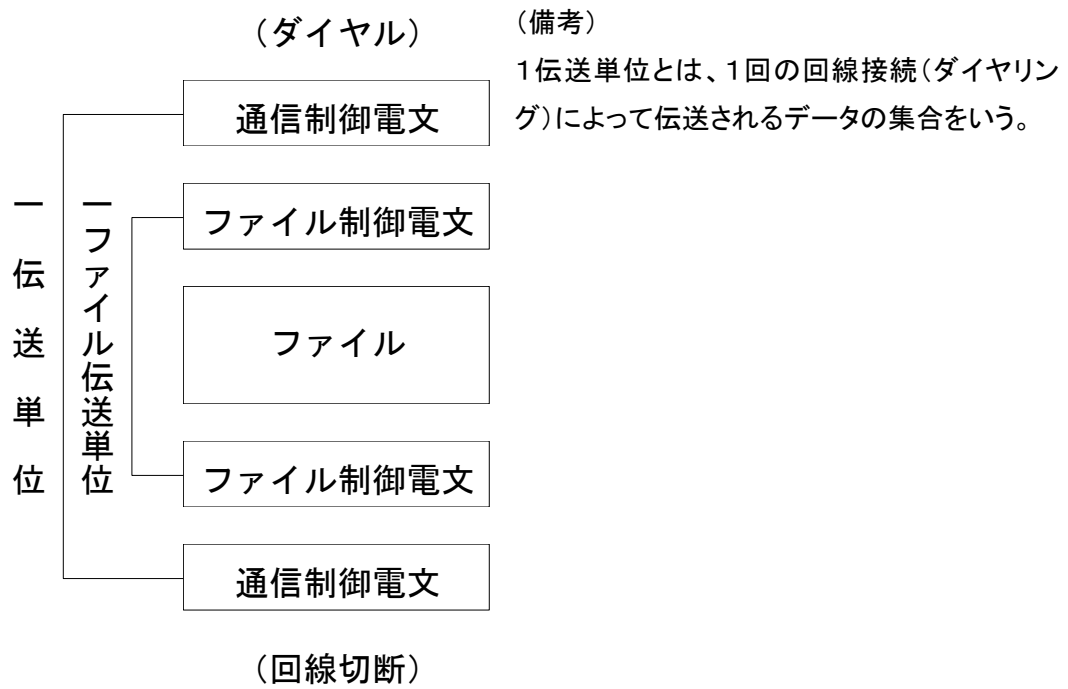 （ダイヤル）
（備考）
１伝送単位とは、１回の回線接続（ダイヤリン
グ）によって伝送されるデータの集合をいう。
通信制御電文
ファイル制御電文
ファイル
ファイル制御電文
通信制御電文
（回線切断）
一伝送単位
一ファイル伝送単位